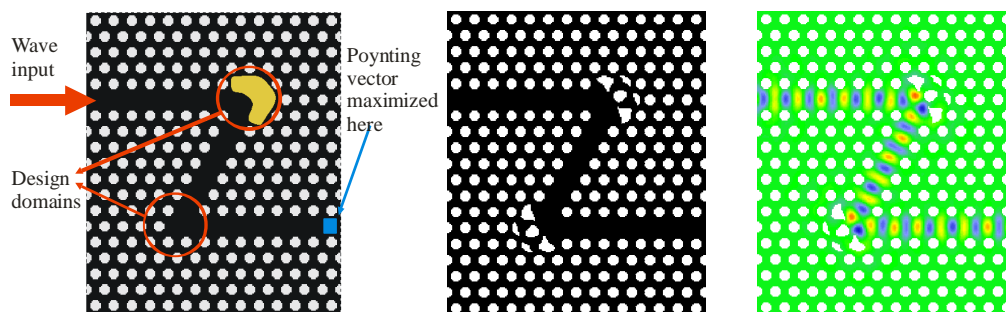 Wave
input
Poynting
vector
maximized
here
Design
domains